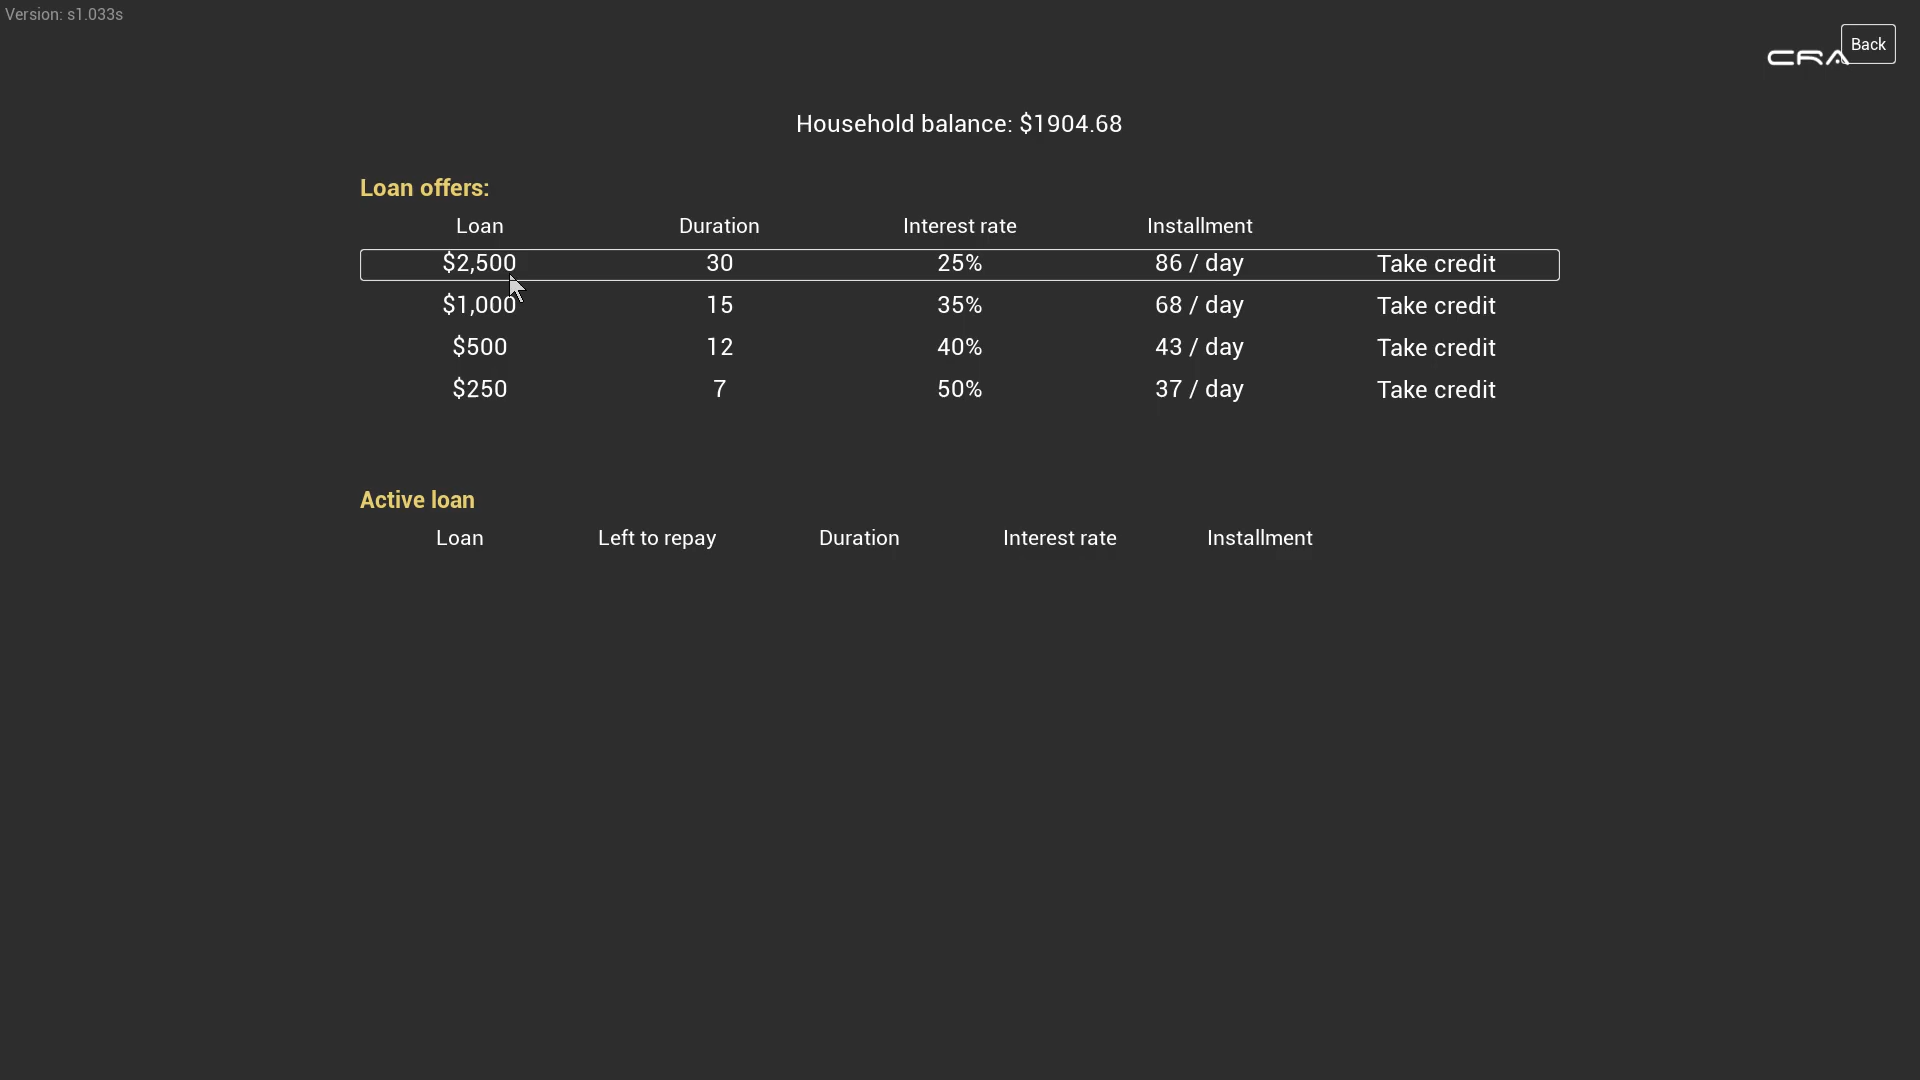 Version: s1.033s
CRA
Back
Household balance: $1904.68
Loan offers:
Loan Duration Interest rate Installment
$2,500 30 25% 86 / day Take credit
$1,000 15 35% 68 / day Take credit
$500 12 40% 43 / day Take credit
$250 7 50% 37 / day Take credit
Active loan
Loan Left to repay Duration Interest rate Installment